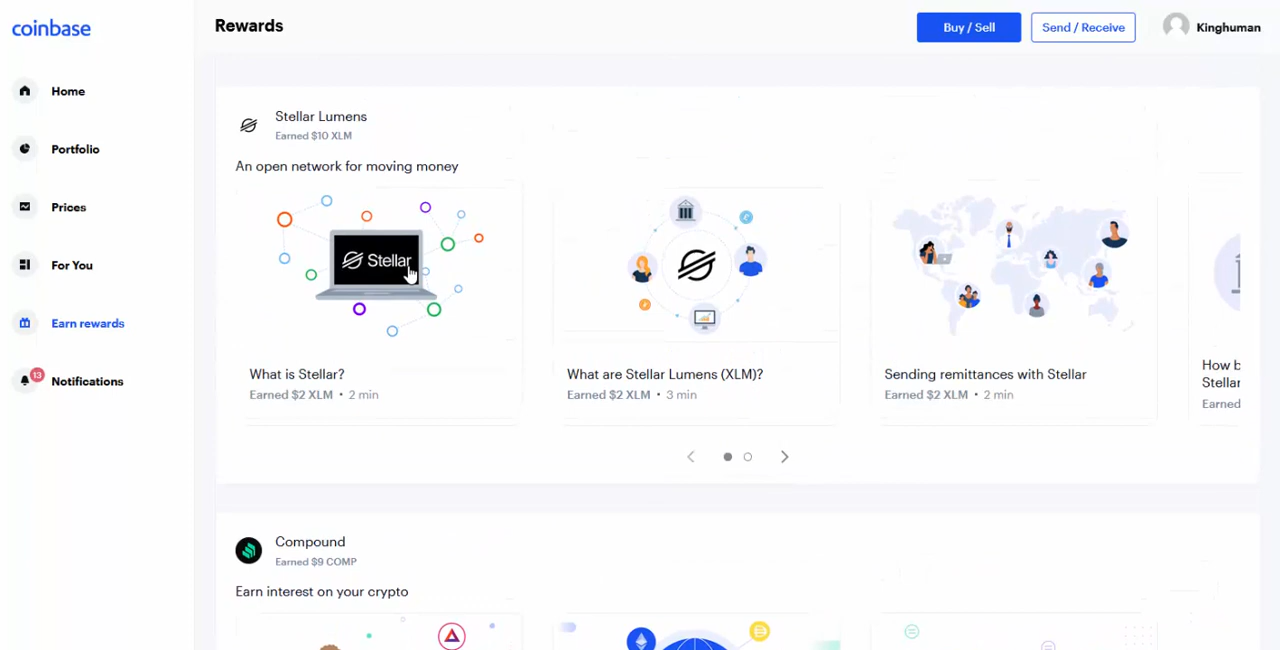 coinbase
Rewards
Buy / Sell
Send / Receive
Kinghuman
Home
Portfolio
Prices
For You
Earn rewards
13
Notifications
Stellar Lumens
Earned $10 XLM
An open network for moving money
Stellar
What is Stellar?
Earned $2 XLM • 2 min
What are Stellar Lumens (XLM)?
Earned $2 XLM • 3 min
Sending remittances with Stellar
Earned $2 XLM • 2 min
How b
Stellar
Earned
Compound
Earned $9 COMP
Earn interest on your crypto